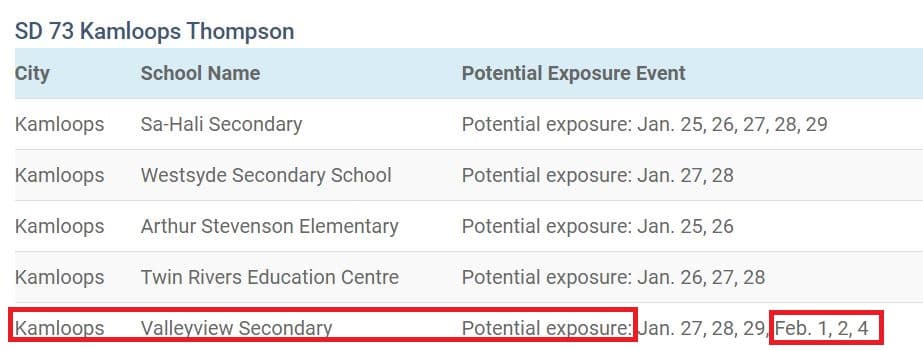 SD 73 Kamloops Thompson
City School Name Potential Exposure Event
Kamloops Sa-Hali Secondary Potential exposure: Jan. 25, 26, 27, 28, 29
Kamloops Westsyde Secondary School Potential exposure: Jan. 27, 28
Kamloops Arthur Stevenson Elementary Potential exposure: Jan. 25, 26
Kamloops Twin Rivers Education Centre Potential exposure: Jan. 26, 27, 28
Kamloops Valleyview Secondary Potential exposure: Jan. 27, 28, 29, Feb. 1, 2, 4